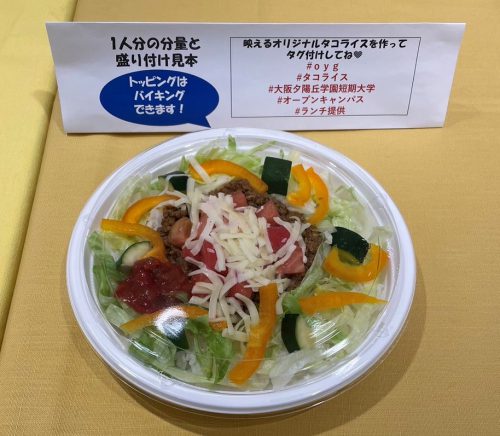 1人分の分量と
盛り付け見本
トッピングは
バイキング
できます！
映えるオリジナルタコライスを作って
タグ付けしてね♥
#ｏｙｇ
#タコライス
#大阪夕陽丘学園短期大学
#オープンキャンパス
#ランチ提供